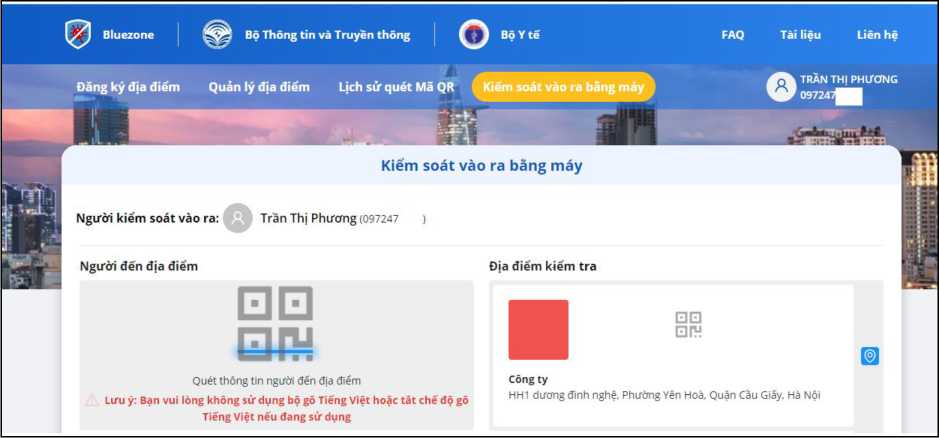 Bluezone
Bộ Thông tin và Truyền thông
Bộ Y tế
FAQ
Tài liệu
Liên hệ
Đăng ký địa điểm
Quản lý địa điểm
Lịch sử quét Mã QR
Kiểm soát vào ra bằng máy
TRẦN THỊ PHƯƠNG
097247
Kiểm soát vào ra bằng máy
Người kiểm soát vào ra: Trần Thị Phương (097247 )
Người đến địa điểm
Quét thông tin người đến địa điểm
Lưu ý: Bạn vui lòng không sử dụng bộ gõ Tiếng Việt hoặc tắt chế độ gõ
Tiếng Việt nếu đang sử dụng
Địa điểm kiểm tra
Công ty
HH1 dương đình nghệ, Phường Yên Hoà, Quận Cầu Giấy, Hà Nội